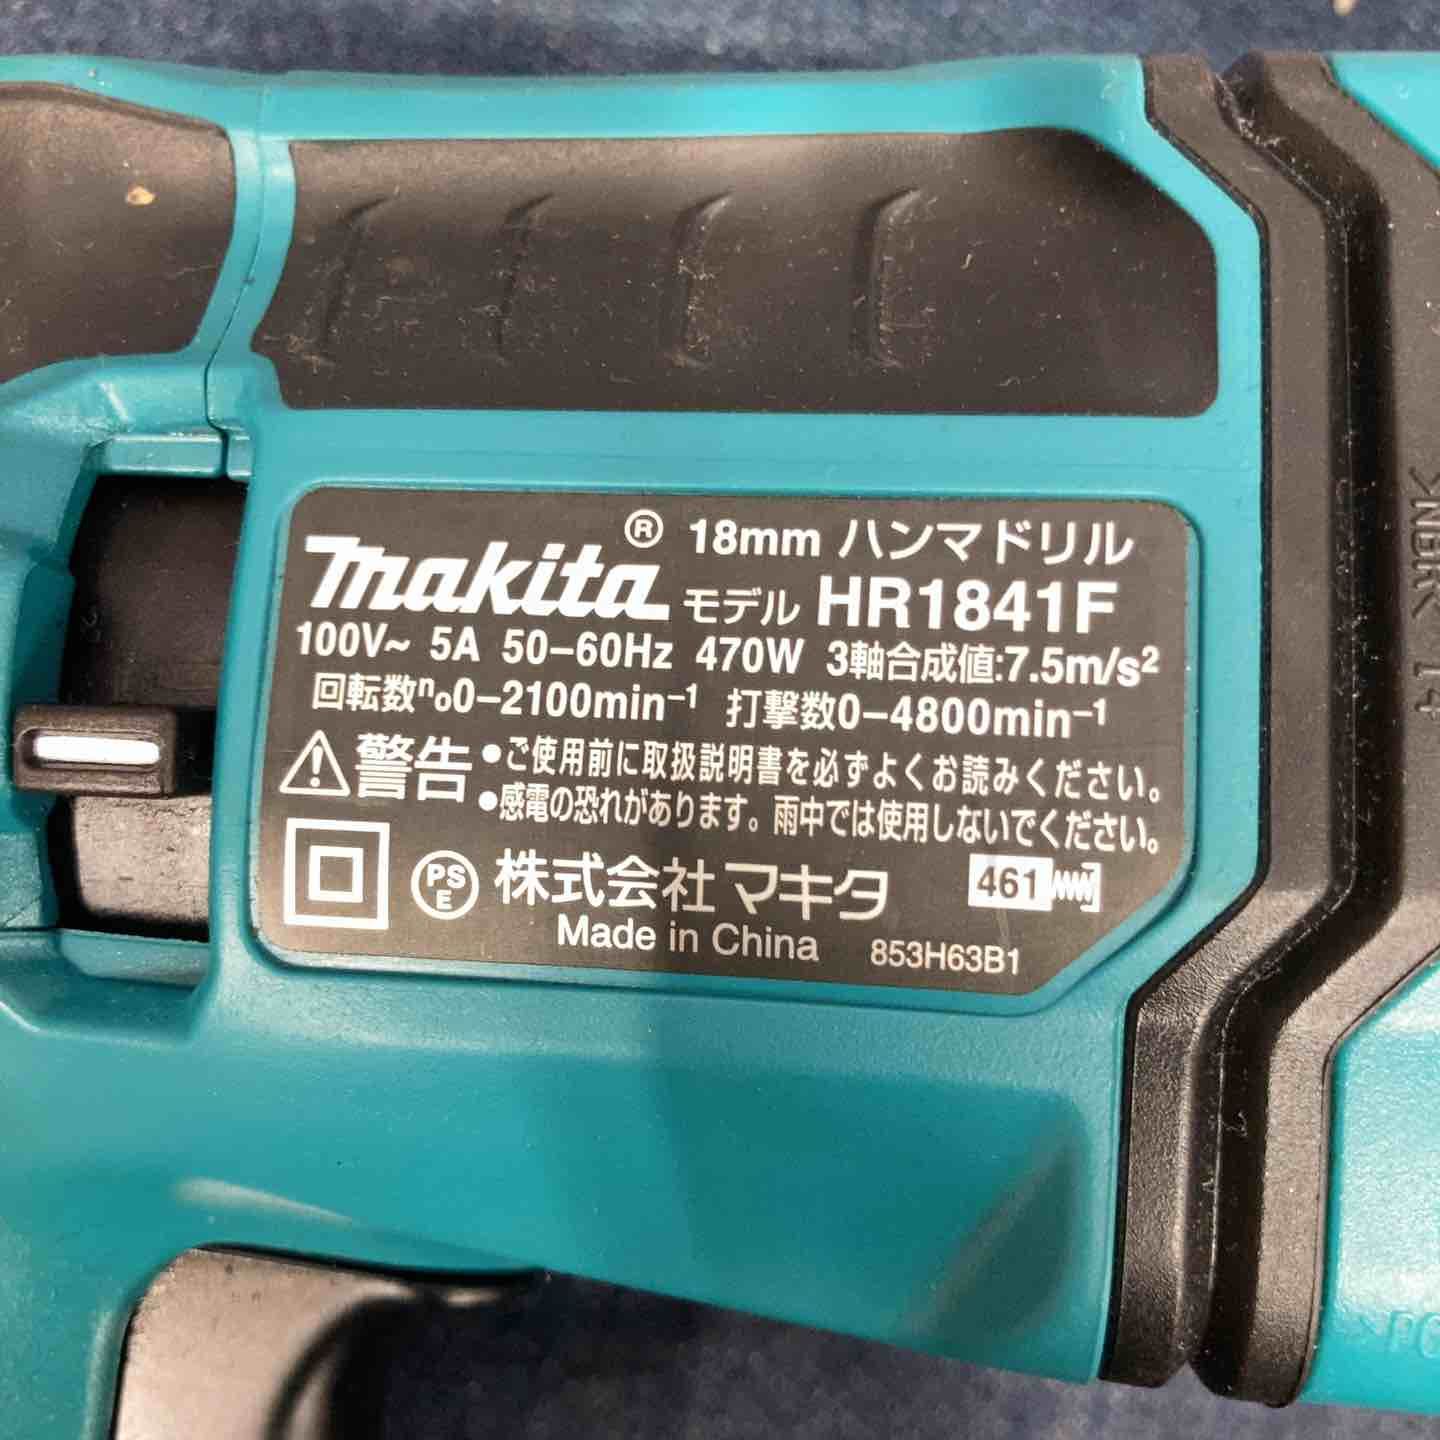 makita® 18mm ハンマドリル
モデル HR1841F
100V~ 5A 50-60Hz 470W 3軸合成値:7.5m/s²
回転数no0-2100min⁻¹ 打撃数0-4800min⁻¹
警告 •ご使用前に取扱説明書を必ずよくお読みください。
•感電の恐れがあります。雨中では使用しないでください。
PSE 株式会社マキタ 461
Made in China 853H63B1
>NBK 14